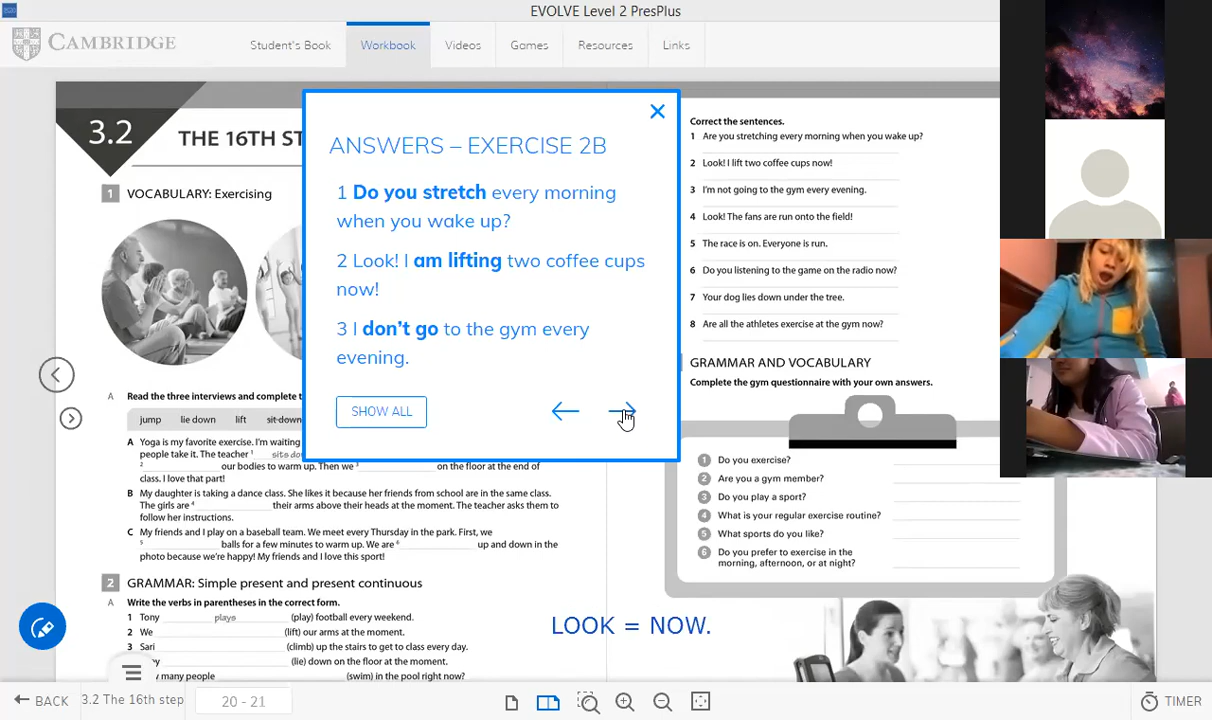 EVOLVE Level 2 PresPlus
CAMBRIDGE
Student's Book
Workbook
Videos
Games
Resources
Links
3.2
THE 16TH ST
1 VOCABULARY: Exercising
A Read the three interviews and complete t
jump lie down lift sit down
A Yoga is my favorite exercise. I'm waiting
people take it. The teacher 1 sits do
2 our bodies to warm up. Then we 3 on the floor at the end of
class. I love that part!
B My daughter is taking a dance class. She likes it because her friends from school are in the same class.
The girls are 4 their arms above their heads at the moment. The teacher asks them to
follow her instructions.
C My friends and I play on a baseball team. We meet every Thursday in the park. First, we
5 balls for a few minutes to warm up. We are 6 up and down in the
photo because we're happy! My friends and I love this sport!
2 GRAMMAR: Simple present and present continuous
A Write the verbs in parentheses in the correct form.
1 Tony plays (play) football every weekend.
2 We (lift) our arms at the moment.
3 Sari (climb) up the stairs to get to class every day.
ey (lie) down on the floor at the moment.
many people (swim) in the pool right now?
ANSWERS – EXERCISE 2B
1 Do you stretch every morning
when you wake up?
2 Look! I am lifting two coffee cups
now!
3 I don't go to the gym every
evening.
SHOW ALL
Correct the sentences.
1 Are you stretching every morning when you wake up?
2 Look! I lift two coffee cups now!
3 I'm not going to the gym every evening.
4 Look! The fans are run onto the field!
5 The race is on. Everyone is run.
6 Do you listening to the game on the radio now?
7 Your dog lies down under the tree.
8 Are all the athletes exercise at the gym now?
GRAMMAR AND VOCABULARY
Complete the gym questionnaire with your own answers.
1 Do you exercise?
2 Are you a gym member?
3 Do you play a sport?
4 What is your regular exercise routine?
5 What sports do you like?
6 Do you prefer to exercise in the
morning, afternoon, or at night?
LOOK = NOW.
BACK
3.2 The 16th step
20 - 21
TIMER